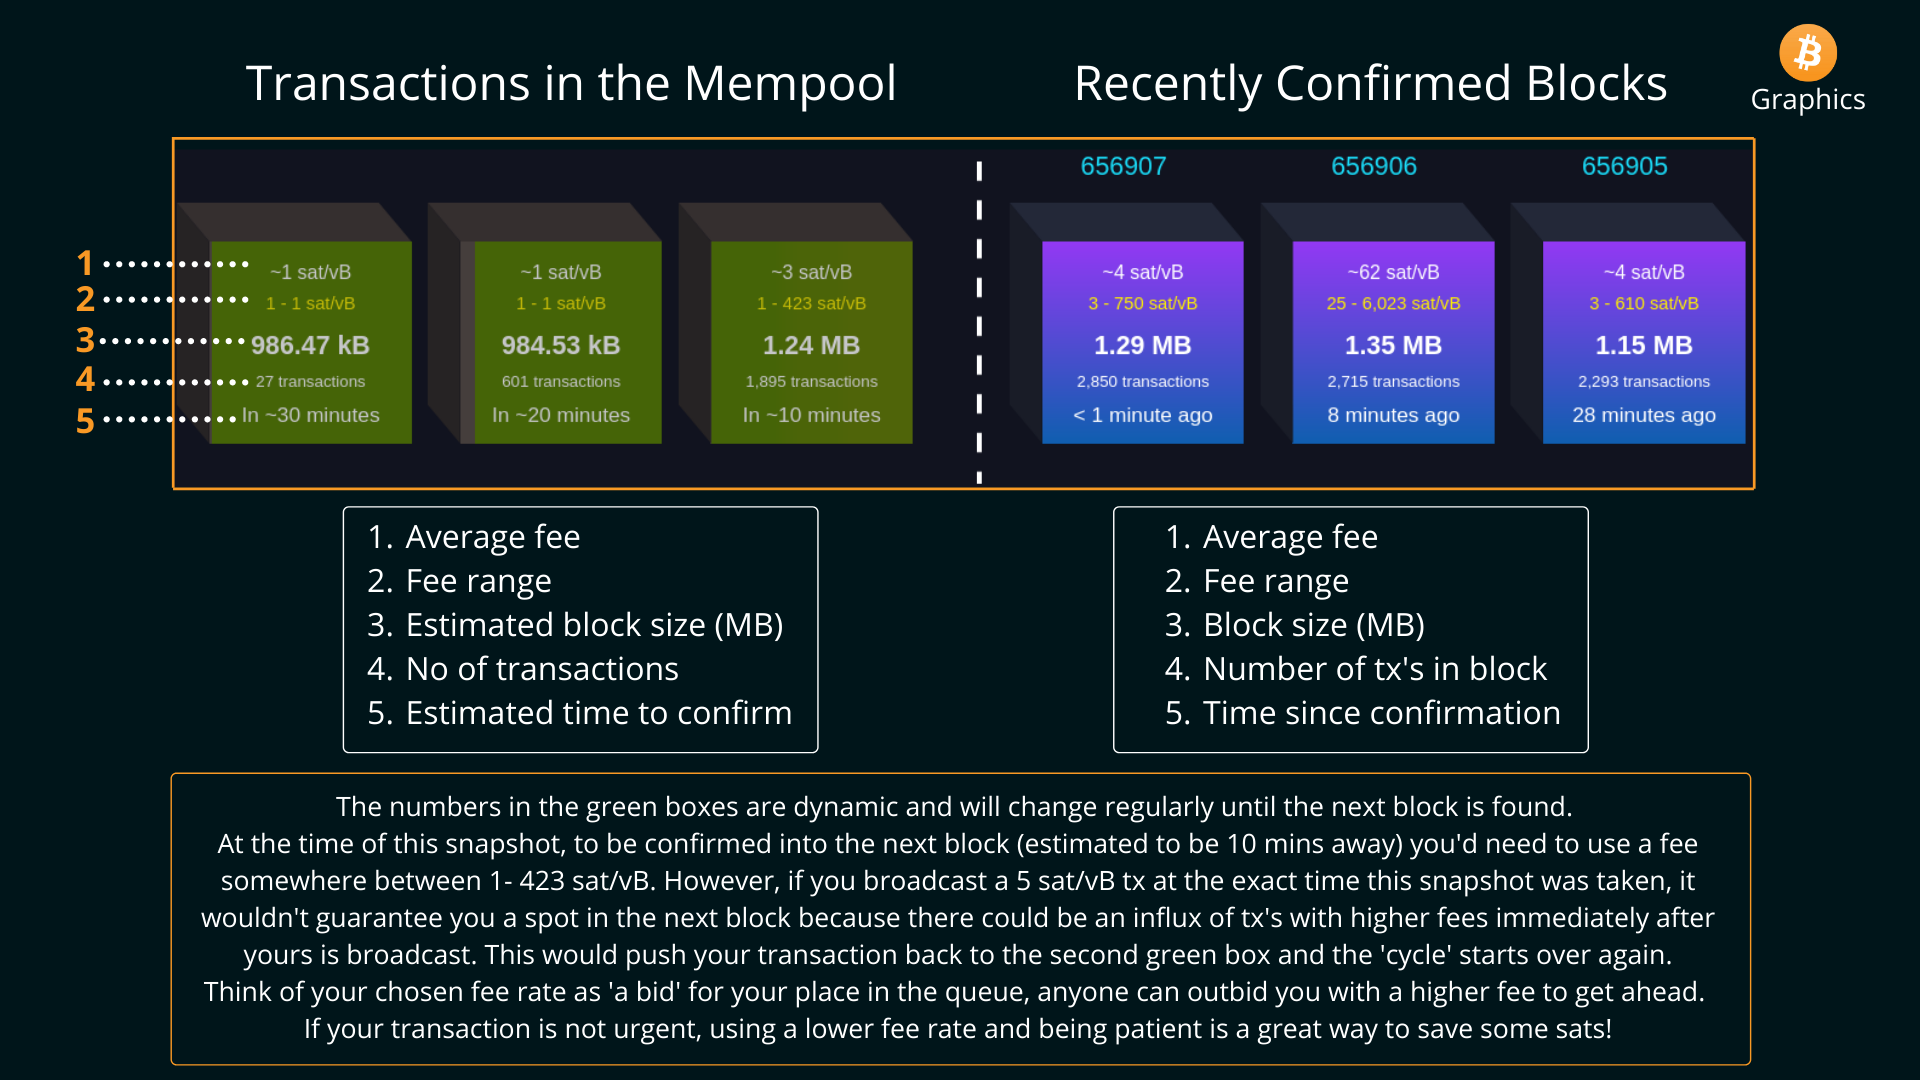 Transactions in the Mempool
Recently Confirmed Blocks
Graphics
656907
656906
656905
1
2
3
4
5
~1 sat/vB
1 - 1 sat/vB
986.47 kB
27 transactions
In ~30 minutes
~1 sat/vB
1 - 1 sat/vB
984.53 kB
601 transactions
In ~20 minutes
~3 sat/vB
1 - 423 sat/vB
1.24 MB
1,895 transactions
In ~10 minutes
~4 sat/vB
3 - 750 sat/vB
1.29 MB
2,850 transactions
< 1 minute ago
~62 sat/vB
25 - 6,023 sat/vB
1.35 MB
2,715 transactions
8 minutes ago
~4 sat/vB
3 - 610 sat/vB
1.15 MB
2,293 transactions
28 minutes ago
1. Average fee
2. Fee range
3. Estimated block size (MB)
4. No of transactions
5. Estimated time to confirm
1. Average fee
2. Fee range
3. Block size (MB)
4. Number of tx's in block
5. Time since confirmation
The numbers in the green boxes are dynamic and will change regularly until the next block is found.
At the time of this snapshot, to be confirmed into the next block (estimated to be 10 mins away) you'd need to use a fee
somewhere between 1- 423 sat/vB. However, if you broadcast a 5 sat/vB tx at the exact time this snapshot was taken, it
wouldn't guarantee you a spot in the next block because there could be an influx of tx's with higher fees immediately after
yours is broadcast. This would push your transaction back to the second green box and the 'cycle' starts over again.
Think of your chosen fee rate as 'a bid' for your place in the queue, anyone can outbid you with a higher fee to get ahead.
If your transaction is not urgent, using a lower fee rate and being patient is a great way to save some sats!